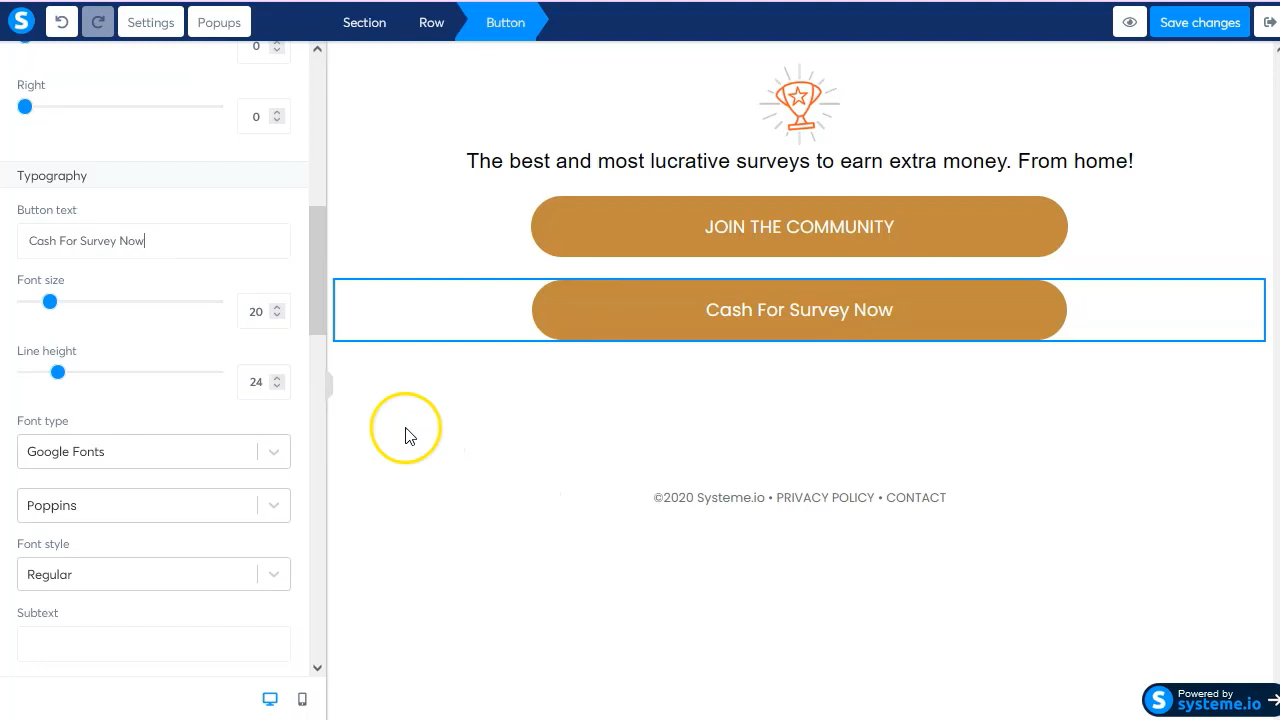 S Settings Popups Section Row Button Save changes
0
Right
0
Typography
Button text
Cash For Survey Now
Font size
20
Line height
24
Font type
Google Fonts
Poppins
Font style
Regular
Subtext
The best and most lucrative surveys to earn extra money. From home!
JOIN THE COMMUNITY
Cash For Survey Now
©2020 Systeme.io • PRIVACY POLICY • CONTACT
S Powered by
systeme.io